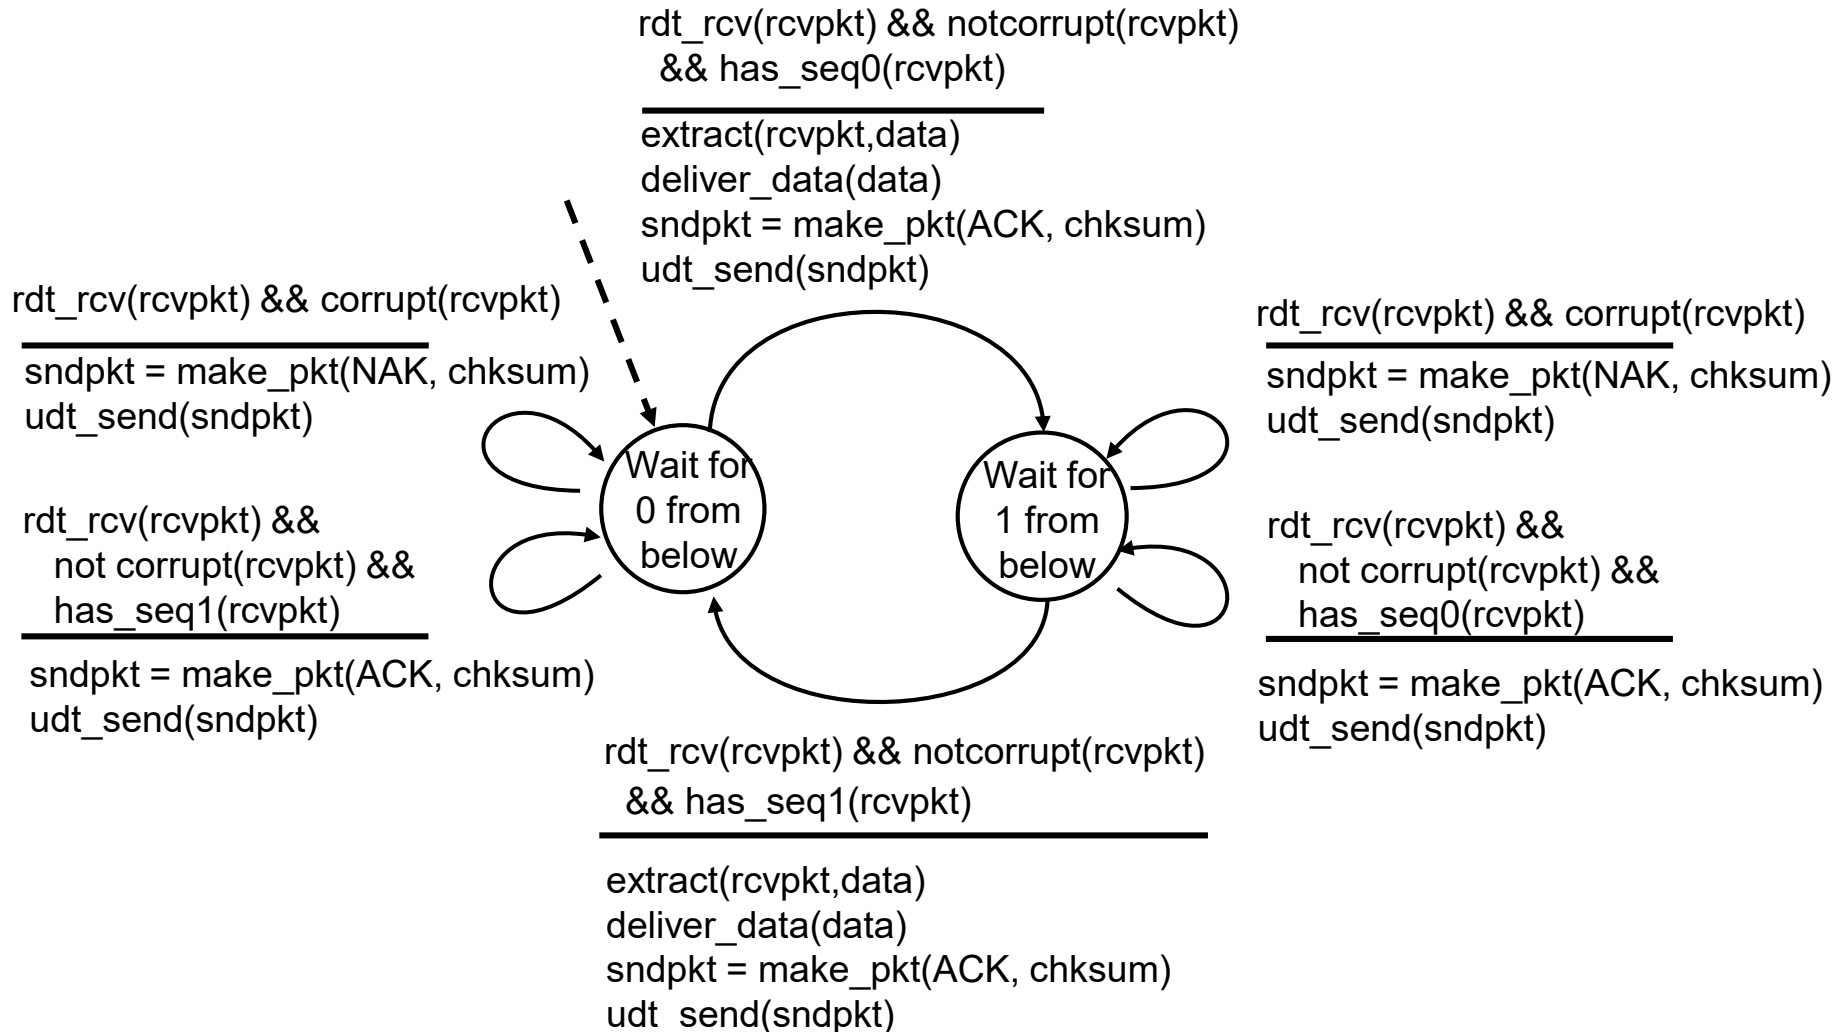 rdt_rcv(rcvpkt) && notcorrupt(rcvpkt)
&& has_seq0(rcvpkt)
extract(rcvpkt,data)
deliver_data(data)
sndpkt = make_pkt(ACK, chksum)
udt_send(sndpkt)
rdt_rcv(rcvpkt) && corrupt(rcvpkt)
sndpkt = make_pkt(NAK, chksum)
udt_send(sndpkt)
rdt_rcv(rcvpkt) &&
not corrupt(rcvpkt) &&
has_seq1(rcvpkt)
sndpkt = make_pkt(ACK, chksum)
udt_send(sndpkt)
Wait for
0 from
below
Wait for
1 from
below
rdt_rcv(rcvpkt) && corrupt(rcvpkt)
sndpkt = make_pkt(NAK, chksum)
udt_send(sndpkt)
rdt_rcv(rcvpkt) &&
not corrupt(rcvpkt) &&
has_seq0(rcvpkt)
sndpkt = make_pkt(ACK, chksum)
udt_send(sndpkt)
rdt_rcv(rcvpkt) && notcorrupt(rcvpkt)
&& has_seq1(rcvpkt)
extract(rcvpkt,data)
deliver_data(data)
sndpkt = make_pkt(ACK, chksum)
udt_send(sndpkt)